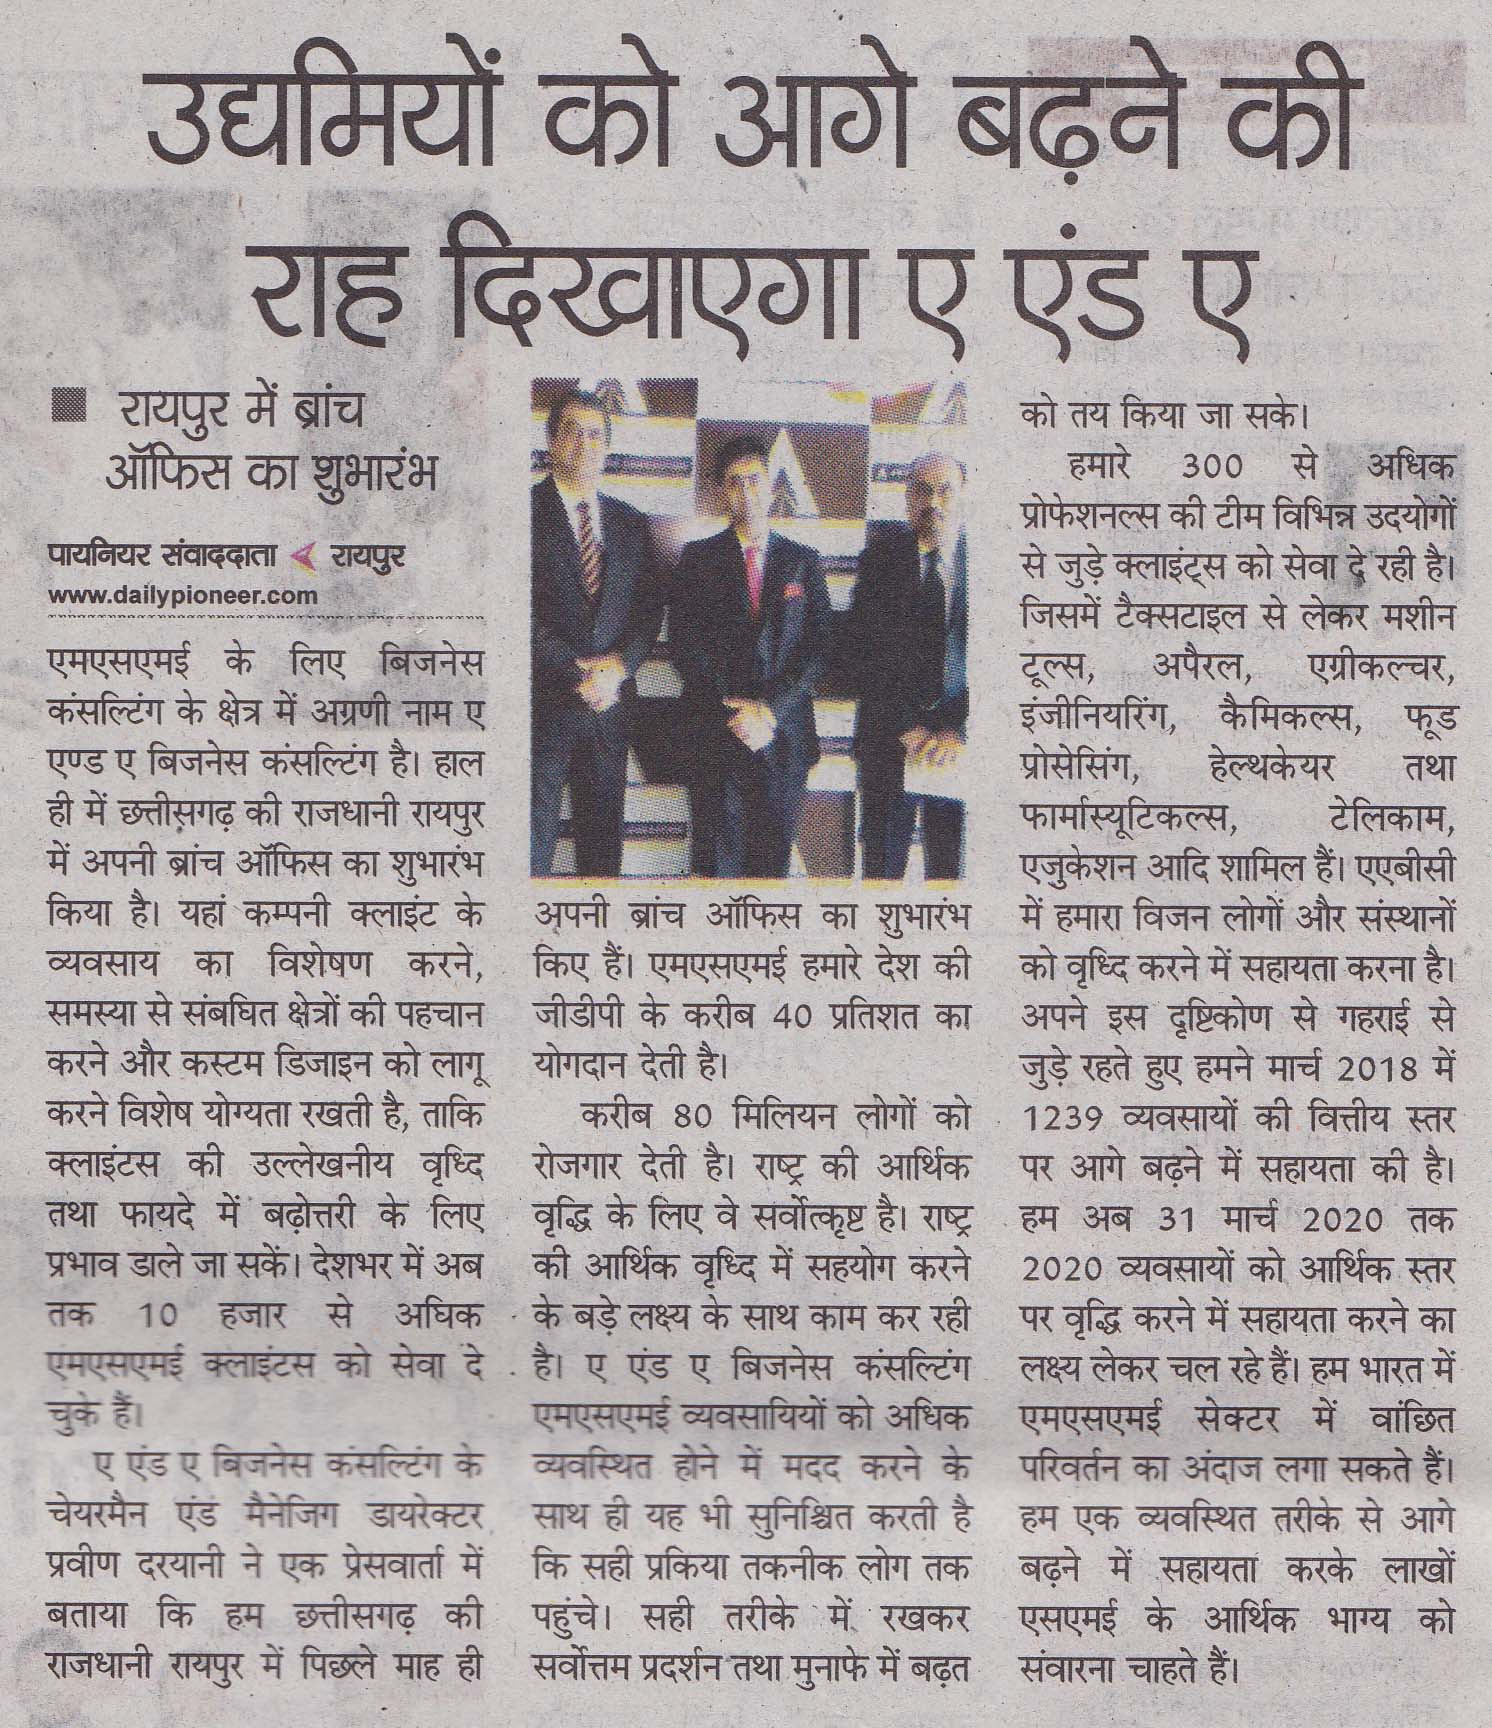 उद्यमियों को आगे बढ़ने की
राह दिखाएगा ए एंड ए
रायपुर में ब्रांच
ऑफिस का शुभारंभ
पायनियर संवाददाता रायपुर
www.dailypioneer.com
एमएसएमई के लिए बिजनेस
कंसल्टिंग के क्षेत्र में अग्रणी नाम ए
एण्ड ए बिजनेस कंसल्टिंग है। हाल
ही में छत्तीसगढ़ की राजधानी रायपुर
में अपनी ब्रांच ऑफिस का शुभारंभ
किया है। यहां कम्पनी क्लाइंट के
व्यवसाय का विशेषण करने,
समस्या से संबघित क्षेत्रों की पहचान
करने और कस्टम डिजाइन को लागू
करने विशेष योग्यता रखती है, ताकि
क्लाइंटस की उल्लेखनीय वृध्दि
तथा फायदे में बढ़ोत्तरी के लिए
प्रभाव डाले जा सकें। देशभर में अब
तक 10 हजार से अघिक
एमएसएमई क्लाइंटस को सेवा दे
चुके हैं।
ए एंड ए बिजनेस कंसल्टिंग के
चेयरमैन एंड मैनेजिग डायरेक्टर
प्रवीण दरयानी ने एक प्रेसवार्ता में
बताया कि हम छत्तीसगढ़ की
राजधानी रायपुर में पिछले माह ही
अपनी ब्रांच ऑफिस का शुभारंभ
किए हैं। एमएसएमई हमारे देश की
जीडीपी के करीब 40 प्रतिशत का
योगदान देती है।
करीब 80 मिलियन लोगों को
रोजगार देती है। राष्ट्र की आर्थिक
वृद्धि के लिए वे सर्वोत्कृष्ट है। राष्ट्र
की आर्थिक वृध्दि में सहयोग करने
के बड़े लक्ष्य के साथ काम कर रही
है। ए एंड ए बिजनेस कंसल्टिंग
एमएसएमई व्यवसायियों को अधिक
व्यवस्थित होने में मदद करने के
साथ ही यह भी सुनिश्चित करती है
कि सही प्रकिया तकनीक लोग तक
पहुंचे। सही तरीके में रखकर
सर्वोत्तम प्रदर्शन तथा मुनाफे में बढ़त
को तय किया जा सके।
हमारे 300 से अधिक
प्रोफेशनल्स की टीम विभिन्न उदयोगों
से जुड़े क्लाइंट्स को सेवा दे रही है।
जिसमें टैक्सटाइल से लेकर मशीन
टूल्स, अपैरल, एग्रीकल्चर,
इंजीनियरिंग, कैमिकल्स, फूड
प्रोसेसिंग, हेल्थकेयर तथा
फार्मास्यूटिकल्स, टेलिकाम,
एजुकेशन आदि शामिल हैं। एएबीसी
में हमारा विजन लोगों और संस्थानों
को वृध्दि करने में सहायता करना है।
अपने इस दृष्टिकोण से गहराई से
जुड़े रहते हुए हमने मार्च 2018 में
1239 व्यवसायों की वित्तीय स्तर
पर आगे बढ़ने में सहायता की है।
हम अब 31 मार्च 2020 तक
2020 व्यवसायों को आर्थिक स्तर
पर वृद्धि करने में सहायता करने का
लक्ष्य लेकर चल रहे हैं। हम भारत में
एमएसएमई सेक्टर में वांछित
परिवर्तन का अंदाज लगा सकते हैं।
हम एक व्यवस्थित तरीके से आगे
बढ़ने में सहायता करके लाखों
एसएमई के आर्थिक भाग्य को
संवारना चाहते हैं।